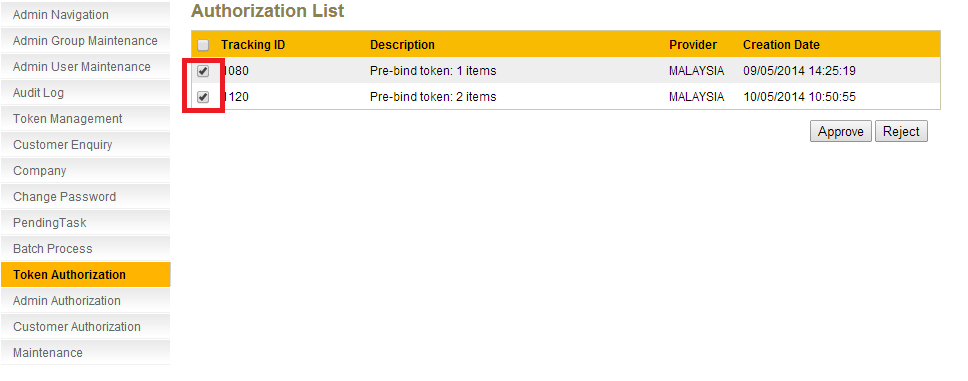 Admin Navigation
Admin Group Maintenance
Admin User Maintenance
Audit Log
Token Management
Customer Enquiry
Company
Change Password
PendingTask
Batch Process
Token Authorization
Admin Authorization
Customer Authorization
Maintenance
Authorization List
Tracking ID Description Provider Creation Date
1080 Pre-bind token: 1 items MALAYSIA 09/05/2014 14:25:19
1120 Pre-bind token: 2 items MALAYSIA 10/05/2014 10:50:55
Approve Reject